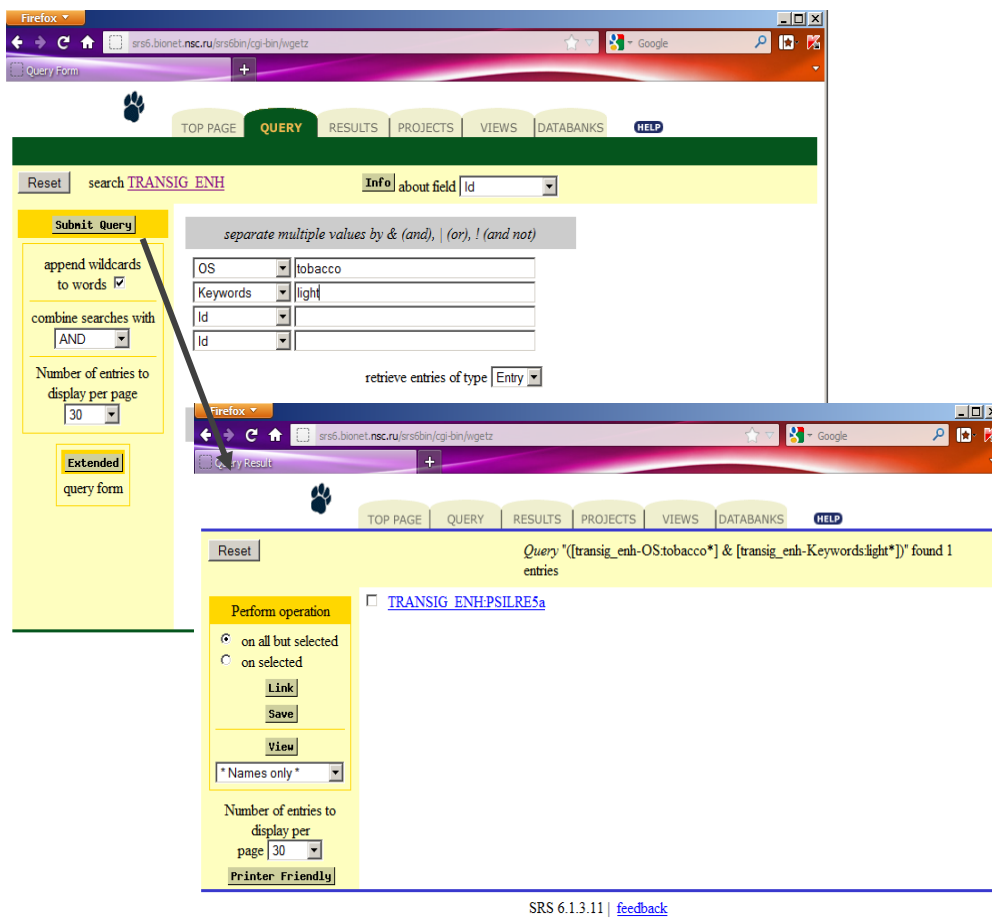 Firefox
srs6.bionet.nsc.ru/srs6bin/cgi-bin/wgetz
Google
Query Form
TOP PAGE QUERY RESULTS PROJECTS VIEWS DATABANKS HELP
Reset search TRANSIG_ENH Info about field Id
Submit Query
separate multiple values by & (and), | (or), ! (and not)
append wildcards
to words
OS tobacco
Keywords light
Id
Id
combine searches with
AND
retrieve entries of type Entry
Number of entries to
display per page
30
Extended
query form
Firefox
srs6.bionet.nsc.ru/srs6bin/cgi-bin/wgetz
Google
Query Result
TOP PAGE QUERY RESULTS PROJECTS VIEWS DATABANKS HELP
Reset
Query "([transig_enh-OS:tobacco*] & [transig_enh-Keywords:light*])" found 1
entries
Perform operation
TRANSIG_ENH:PSILRE5a
on all but selected
on selected
Link
Save
View
* Names only *
Number of entries to
display per
page 30
Printer Friendly
SRS 6.1.3.11 | feedback